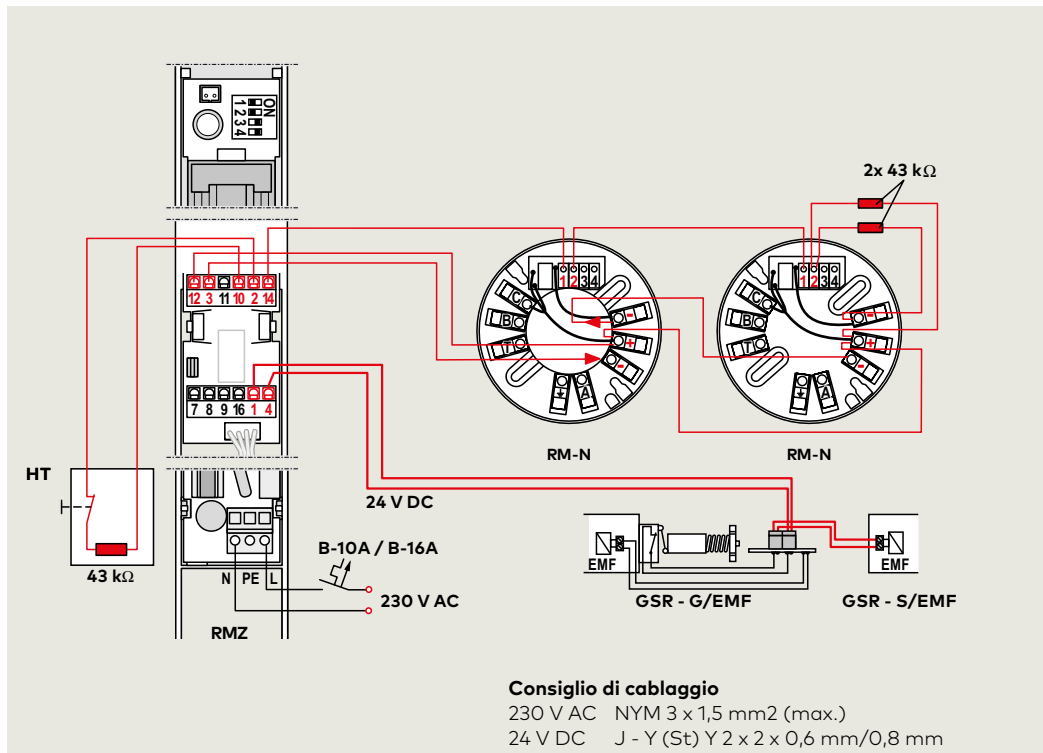 ON
1 2 3 4
2x 43 kΩ
12 3 11 10 2 14
1 2 3 4
C
B
T
-
+
-
⏚
A
1 2 3 4
C
B
T
-
+
-
⏚
A
7 8 9 16 1 4
RM-N
RM-N
HT
24 V DC
43 kΩ
B-10A / B-16A
N PE L
230 V AC
RMZ
EMF
EMF
GSR - G/EMF
GSR - S/EMF
Consiglio di cablaggio
230 V AC NYM 3 x 1,5 mm2 (max.)
24 V DC J - Y (St) Y 2 x 2 x 0,6 mm/0,8 mm